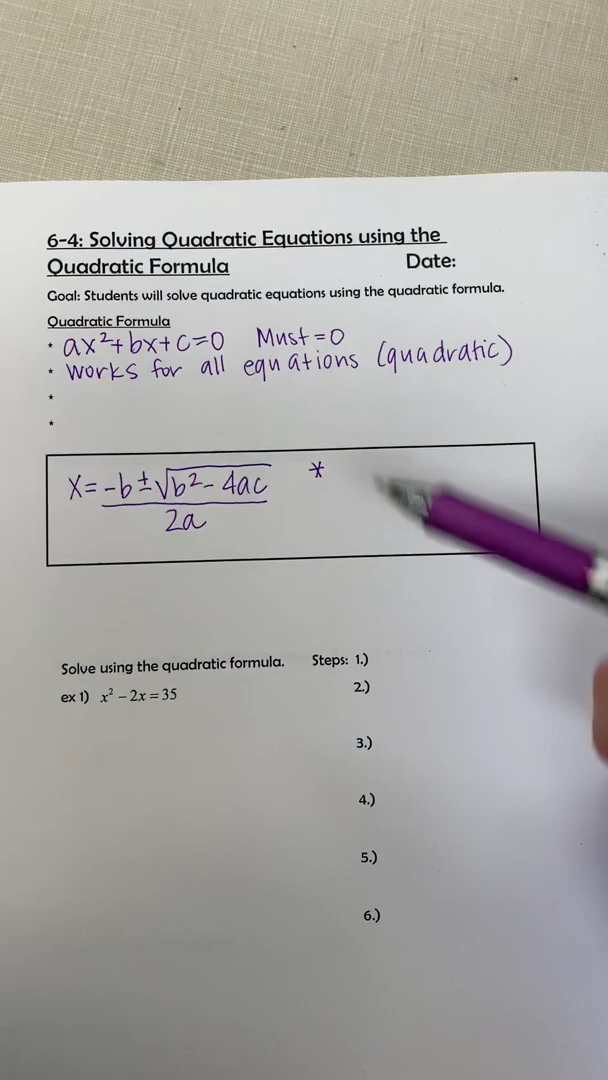 6-4: Solving Quadratic Equations using the
Quadratic Formula Date:
Goal: Students will solve quadratic equations using the quadratic formula.
Quadratic Formula
* ax²+bx+c=0 Must=0
* works for all equations (quadratic)
*
*
x = (-b ± √(b² - 4ac)) / 2a *
Solve using the quadratic formula. Steps: 1.)
ex 1) x² – 2x = 35 2.)
3.)
4.)
5.)
6.)